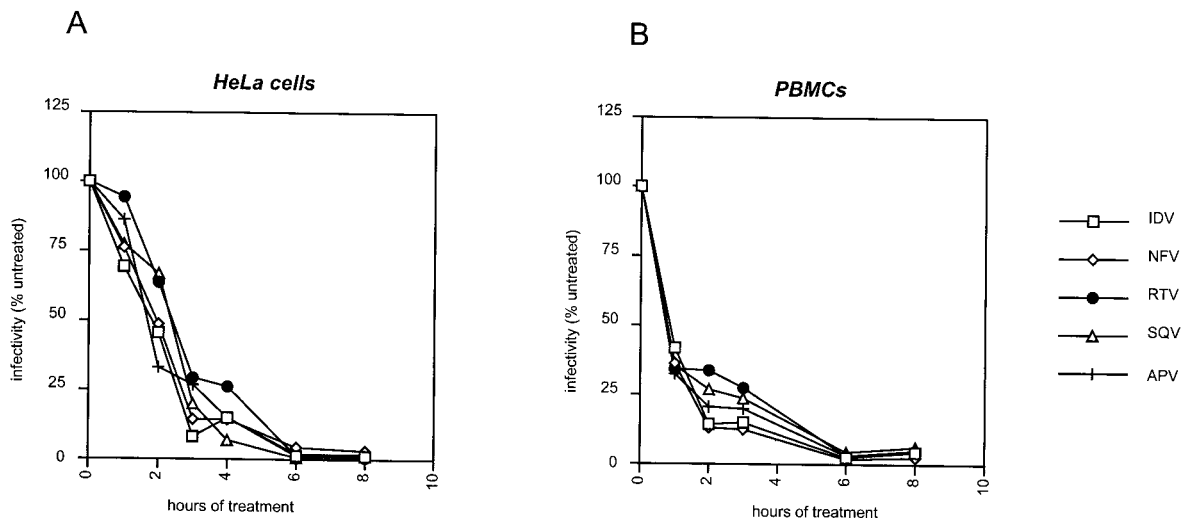 A
HeLa cells
125
100
75
50
25
0
infectivity (% untreated)
0 2 4 6 8 10
hours of treatment
B
PBMCs
125
100
75
50
25
0
infectivity (% untreated)
0 2 4 6 8 10
hours of treatment
IDV
NFV
RTV
SQV
APV